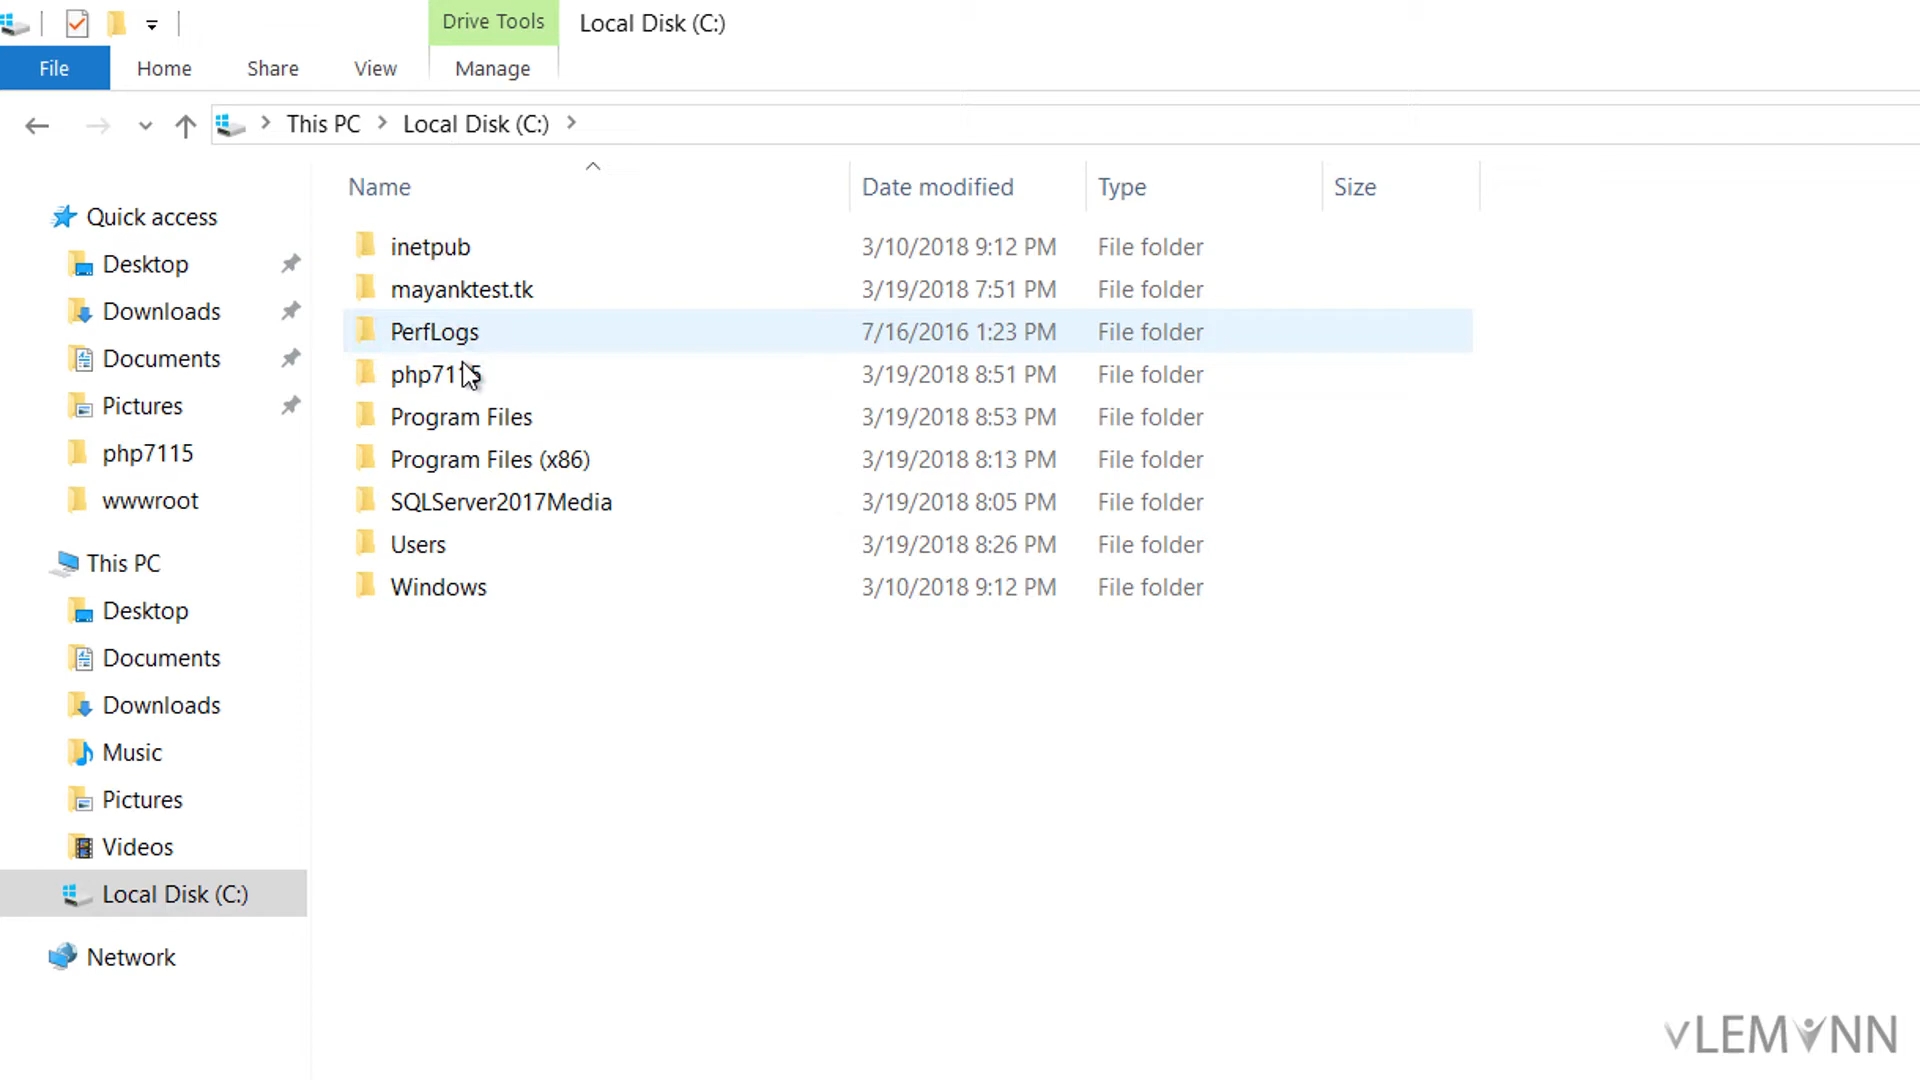 Drive Tools Local Disk (C:)
File Home Share View Manage
This PC Local Disk (C:)
Name Date modified Type Size
Quick access
Desktop
Downloads
Documents
Pictures
php7115
wwwroot
This PC
Desktop
Documents
Downloads
Music
Pictures
Videos
Local Disk (C:)
Network
inetpub 3/10/2018 9:12 PM File folder
mayanktest.tk 3/19/2018 7:51 PM File folder
PerfLogs 7/16/2016 1:23 PM File folder
php7115 3/19/2018 8:51 PM File folder
Program Files 3/19/2018 8:53 PM File folder
Program Files (x86) 3/19/2018 8:13 PM File folder
SQLServer2017Media 3/19/2018 8:05 PM File folder
Users 3/19/2018 8:26 PM File folder
Windows 3/10/2018 9:12 PM File folder
vLEMYNN